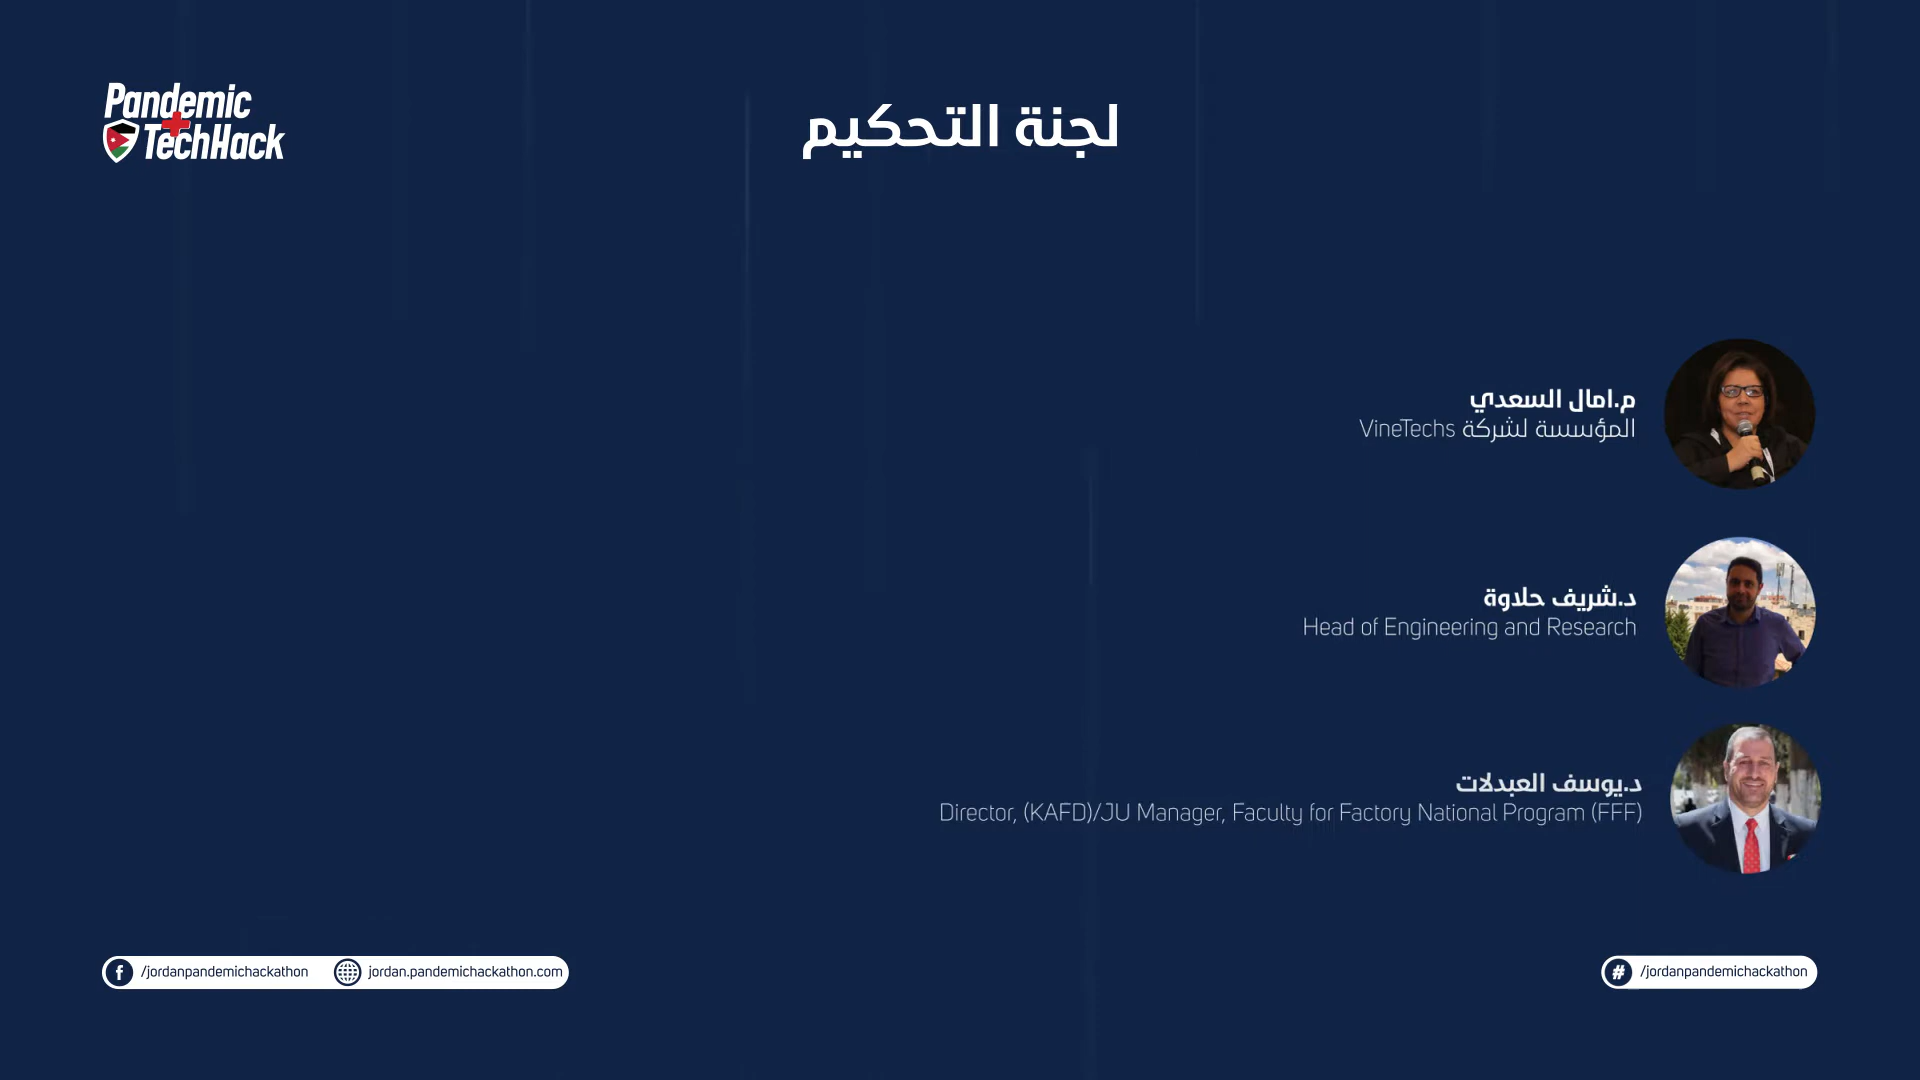 Pandemic
TechHack
لجنة التحكيم
م.امال السعدي
المؤسسة لشركة VineTechs
د.شريف حلاوة
Head of Engineering and Research
د.يوسف العبدلات
Director, (KAFD)/JU Manager, Faculty for Factory National Program (FFF)
/jordanpandemichackathon
jordan.pandemichackathon.com
# /jordanpandemichackathon